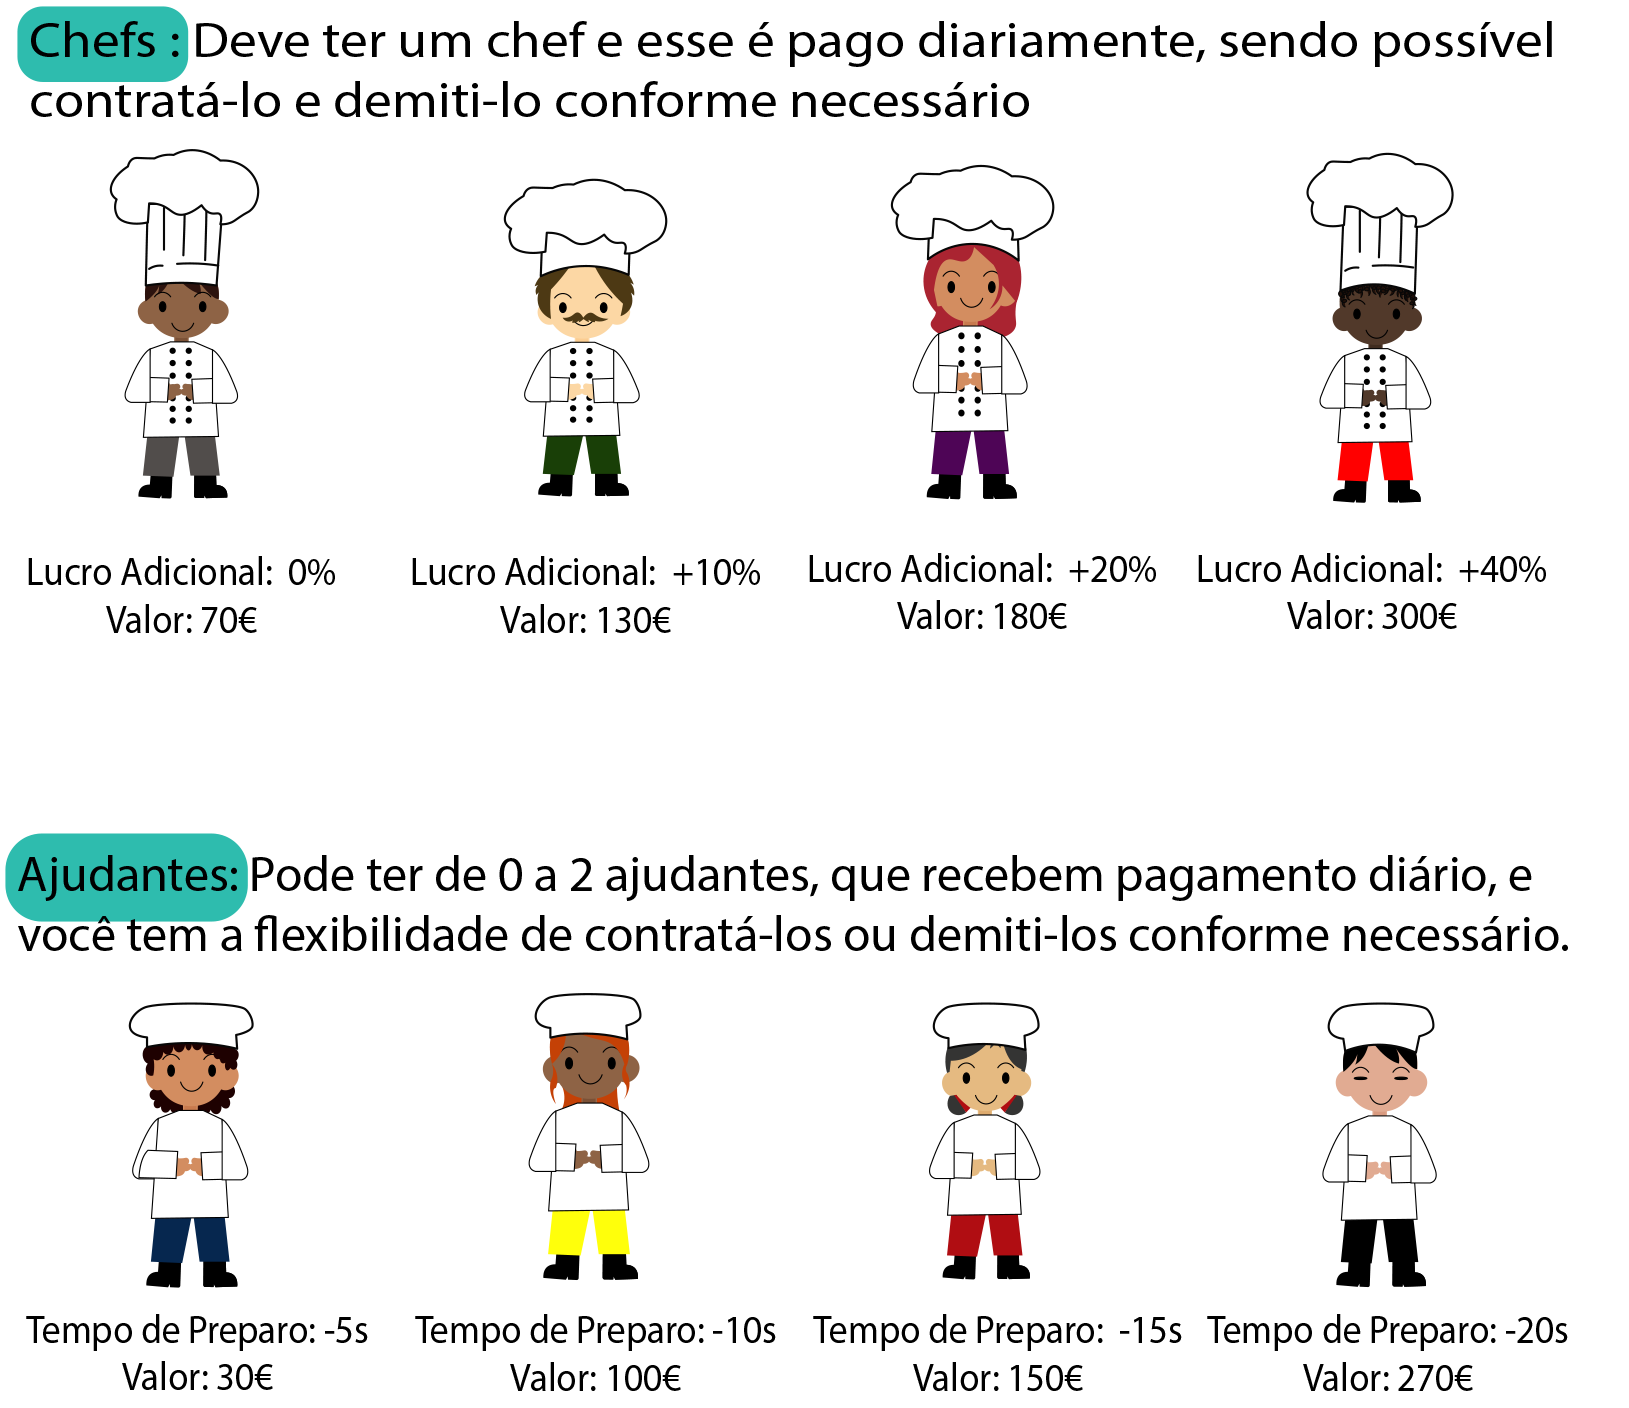 Chefs : Deve ter um chef e esse é pago diariamente, sendo possível
contratá-lo e demiti-lo conforme necessário
Lucro Adicional:  0%
Valor: 70€
Lucro Adicional:  +10%
Valor: 130€
Lucro Adicional:  +20%
Valor: 180€
Lucro Adicional:  +40%
Valor: 300€
Ajudantes: Pode ter de 0 a 2 ajudantes, que recebem pagamento diário, e
você tem a flexibilidade de contratá-los ou demiti-los conforme necessário.
Tempo de Preparo: -5s
Valor: 30€
Tempo de Preparo: -10s
Valor: 100€
Tempo de Preparo:  -15s
Valor: 150€
Tempo de Preparo: -20s
Valor: 270€